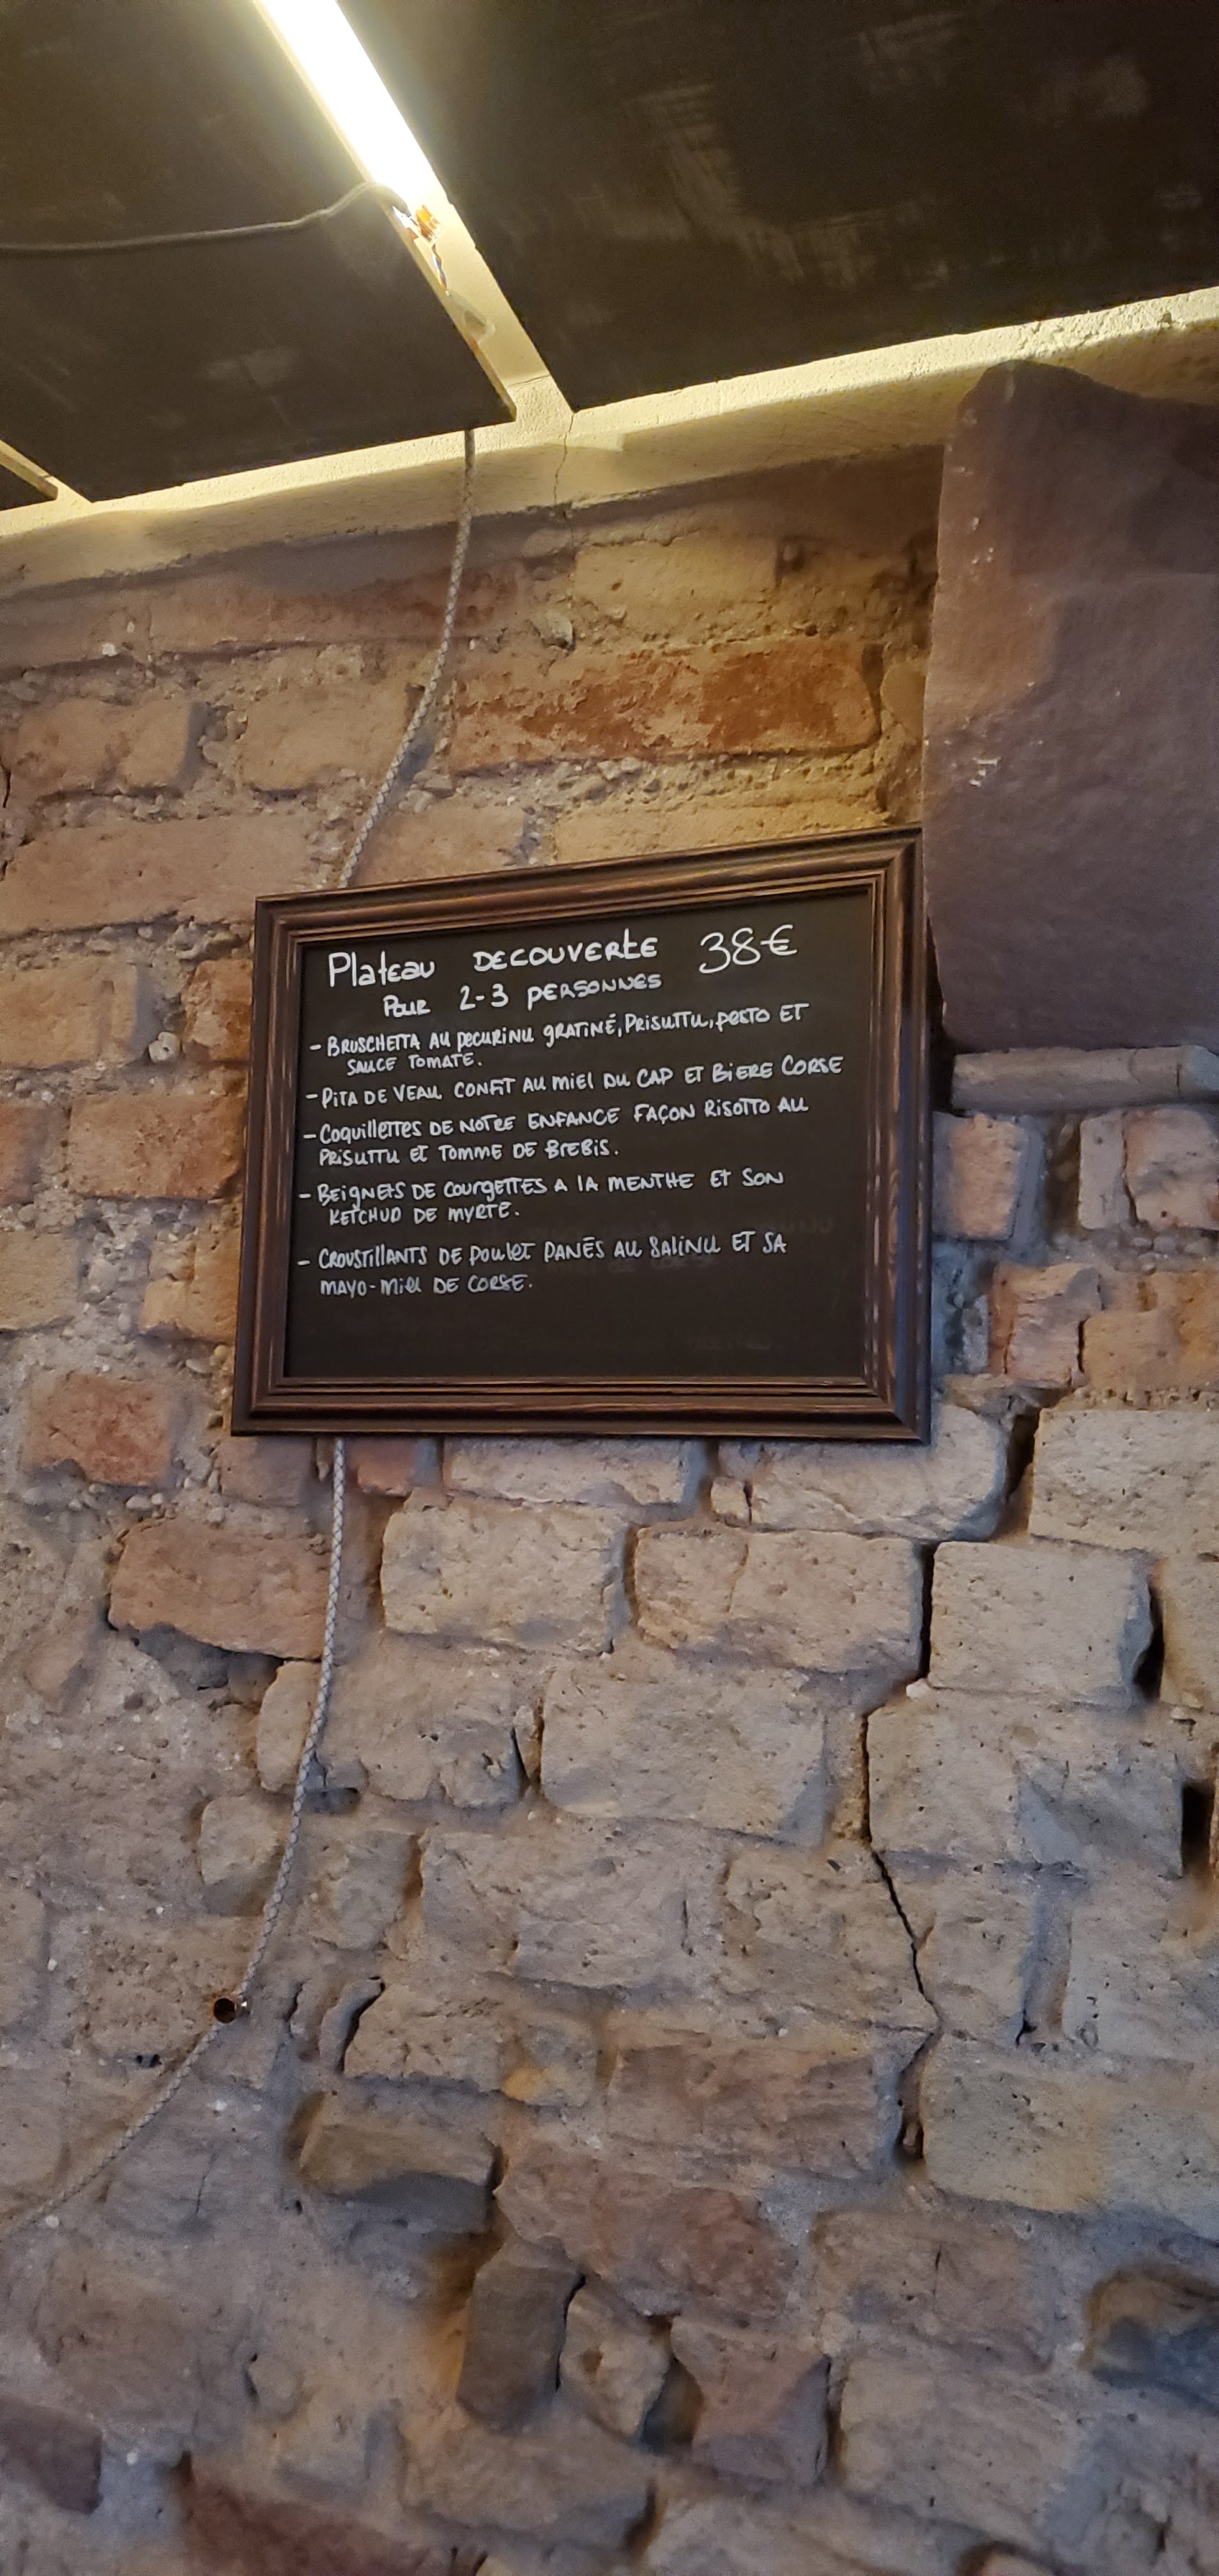 Plateau DECOUVERTE 38€
POUR 2-3 PERSONNES
- BRUSCHETTA AU PECURINU GRATINÉ, PRISUTTU, PESTO ET
SAUCE TOMATE.
- PITA DE VEAU CONFIT AU MIEL DU CAP ET BIERE CORSE
- COQUILLETTES DE NOTRE ENFANCE FAÇON RISOTTO AU
PRISUTTU ET TOMME DE BREBIS.
- BEIGNETS DE COURGETTES A LA MENTHE ET SON
KETCHUP DE MYRTE.
- CROUSTILLANTS DE POULET PANÉS AU SALINU ET SA
MAYO-MIEL DE CORSE.